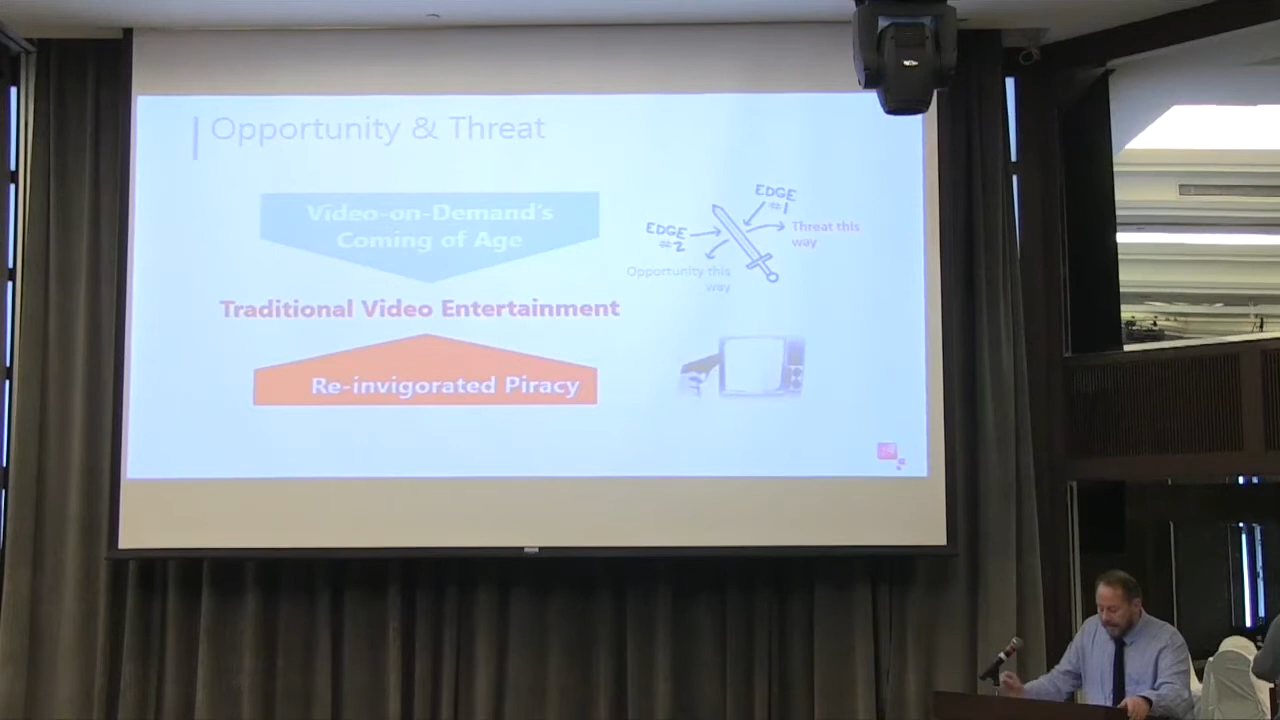 Opportunity & Threat
Video-on-Demand's
Coming of Age
Traditional Video Entertainment
Re-invigorated Piracy
EDGE
#1
EDGE
#2
Threat this
way
Opportunity this
way